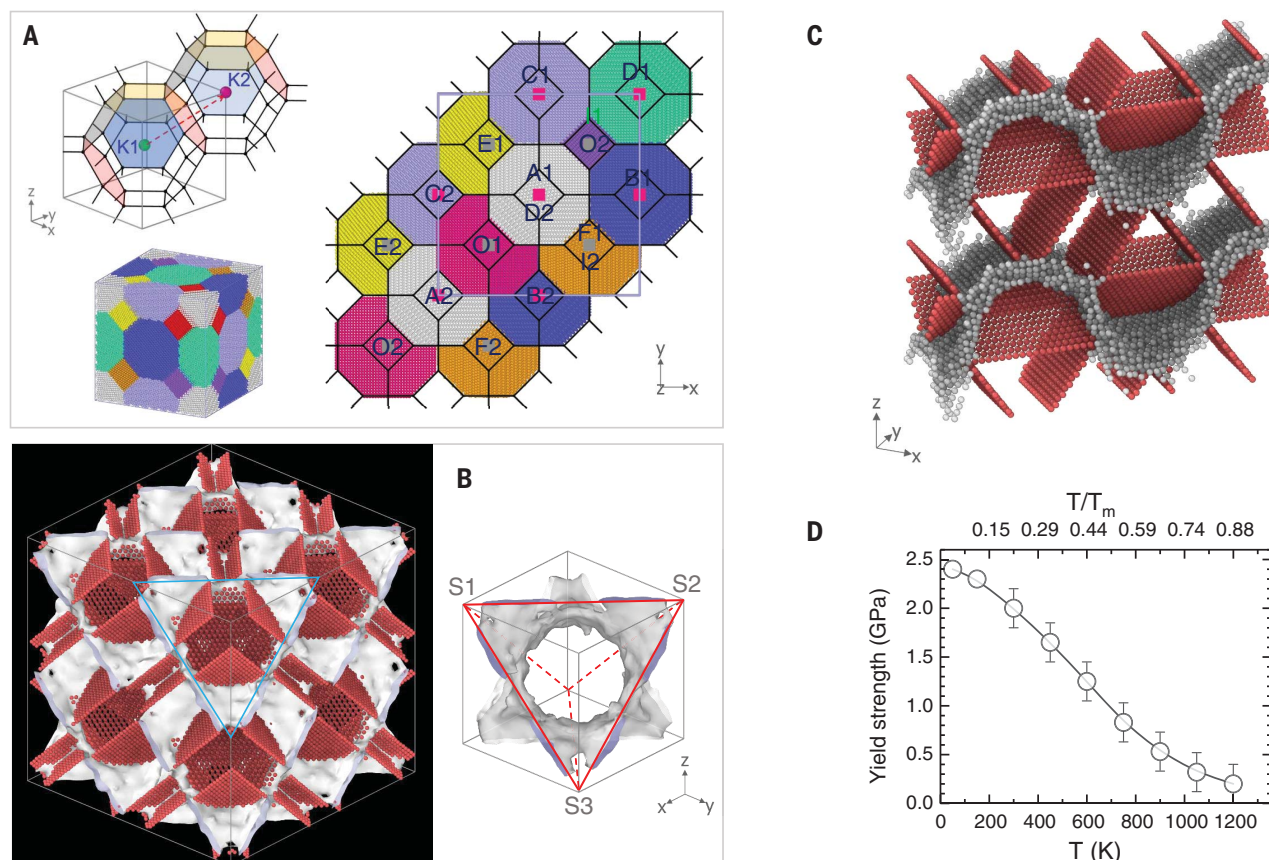 A
K2
K1
z
y
x
C1
D1
E1
O2
A1
B1
C2
D2
E2
O1
F1
I2
A2
B2
O2
F2
y
z
x
B
S1
S2
S3
z
x
y
C
z
y
x
D
T/Tm
0.15 0.29 0.44 0.59 0.74 0.88
2.5
2.0
1.5
1.0
0.5
0.0
Yield strength (GPa)
0 200 400 600 800 1000 1200
T (K)